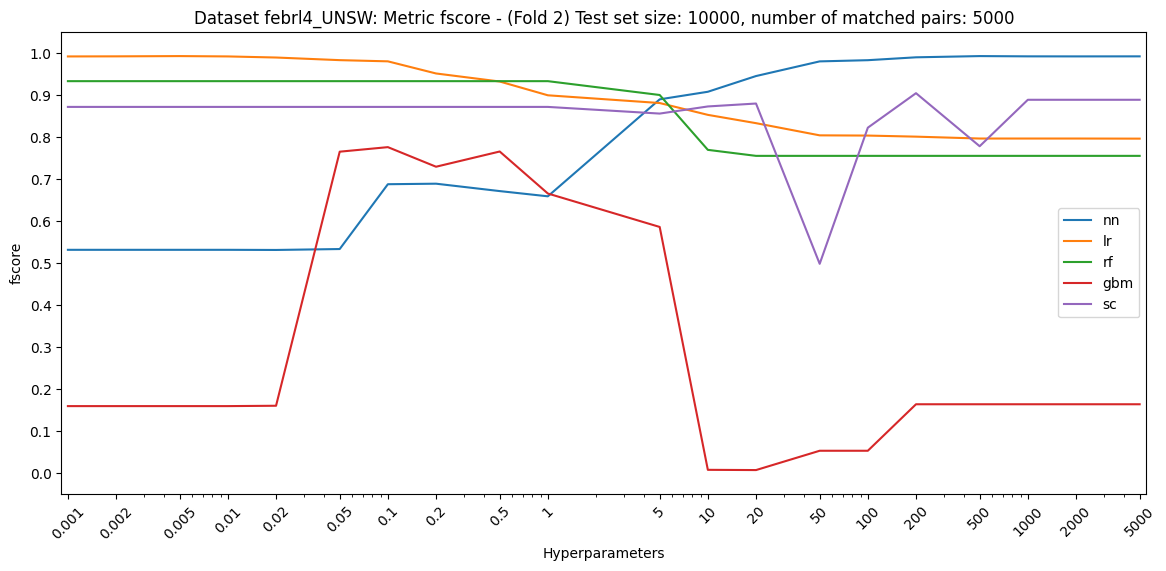 Dataset febrl4_UNSW: Metric fscore - (Fold 2) Test set size: 10000, number of matched pairs: 5000
fscore
1.0
0.9
0.8
0.7
0.6
0.5
0.4
0.3
0.2
0.1
0.0
nn
lr
rf
gbm
sc
0.001 0.002 0.005 0.01 0.02 0.05 0.1 0.2 0.5 1 5 10 20 50 100 200 500 1000 2000 5000
Hyperparameters